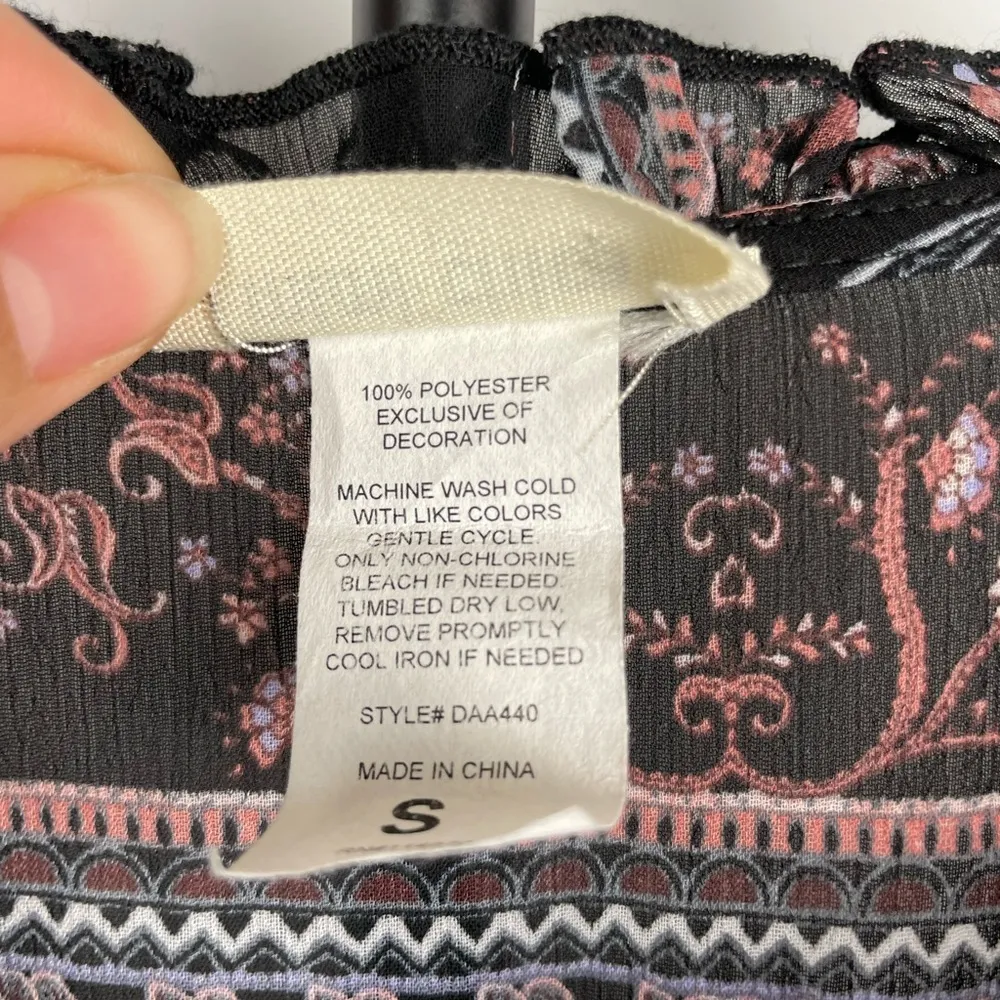 100% POLYESTER
EXCLUSIVE OF
DECORATION
MACHINE WASH COLD
WITH LIKE COLORS
GENTLE CYCLE.
ONLY NON-CHLORINE
BLEACH IF NEEDED.
TUMBLED DRY LOW,
REMOVE PROMPTLY
COOL IRON IF NEEDED
STYLE# DAA440
MADE IN CHINA
S